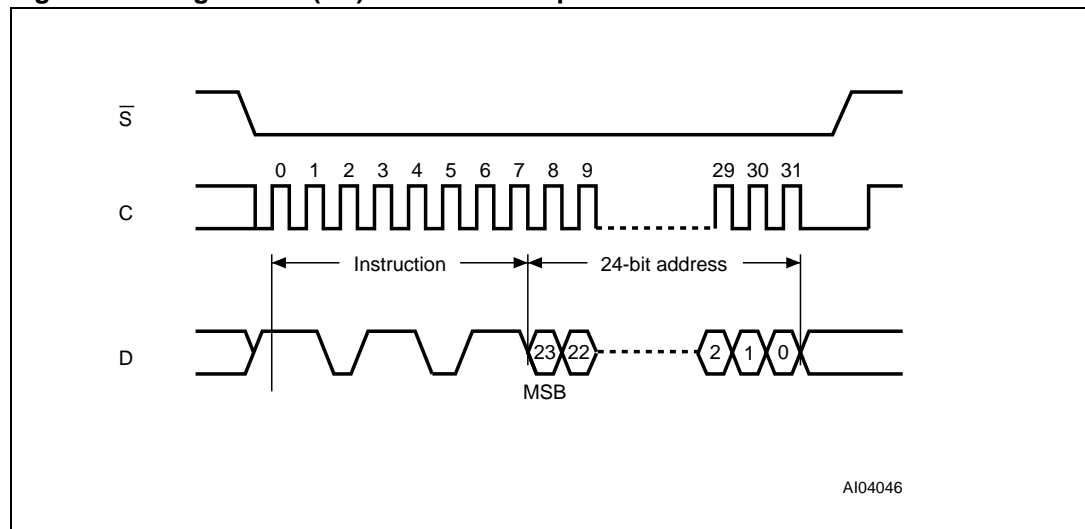 S̅
0 1 2 3 4 5 6 7 8 9 29 30 31
C
Instruction 24-bit address
D 23 22 2 1 0
MSB
AI04046